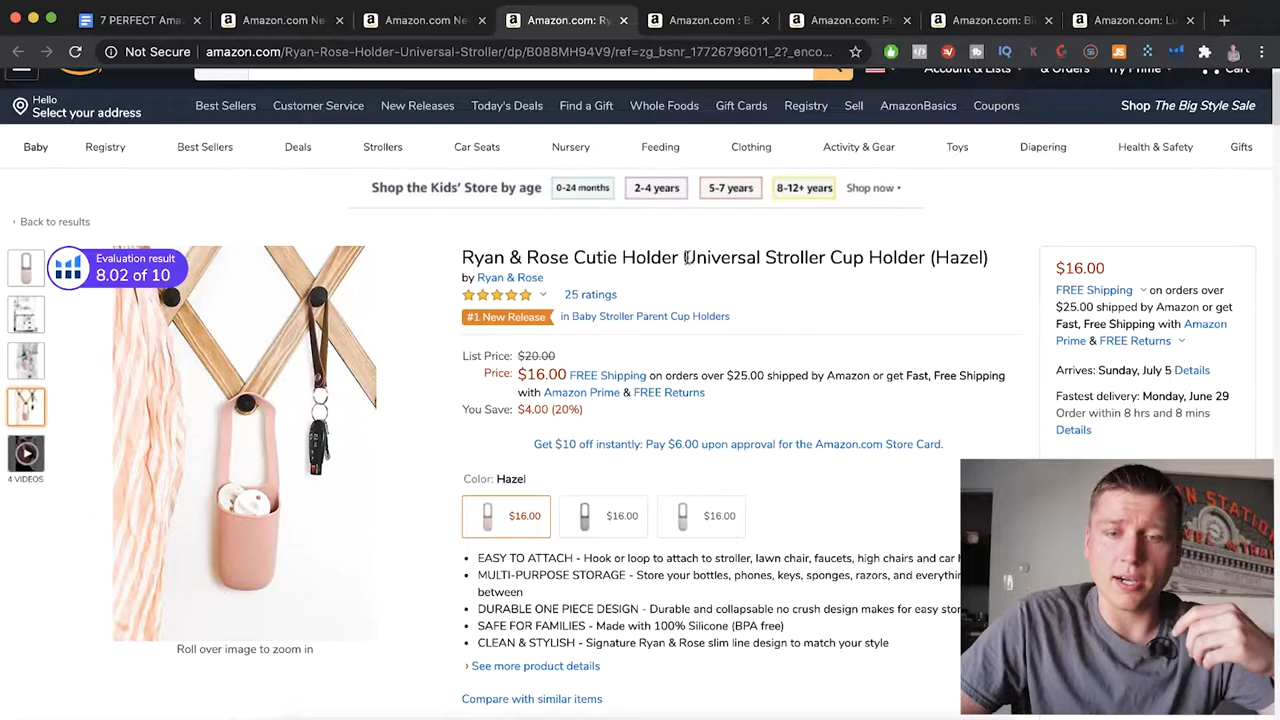 7 PERFECT Ama
Amazon.com Ne
Amazon.com Ne
Amazon.com: Ry
Amazon.com : B
Amazon.com: Pr
Amazon.com: Bi
Amazon.com: Lu
Not Secure
amazon.com/Ryan-Rose-Holder-Universal-Stroller/dp/B088MH94V9/ref=zg_bsnr_17726796011_2?_enco...
Account & Lists
& Orders
Try Prime
Cart
Hello
Select your address
Best Sellers
Customer Service
New Releases
Today's Deals
Find a Gift
Whole Foods
Gift Cards
Registry
Sell
AmazonBasics
Coupons
Shop The Big Style Sale
Baby
Registry
Best Sellers
Deals
Strollers
Car Seats
Nursery
Feeding
Clothing
Activity & Gear
Toys
Diapering
Health & Safety
Gifts
Shop the Kids' Store by age
0-24 months
2-4 years
5-7 years
8-12+ years
Shop now
‹ Back to results
Evaluation result
8.02 of 10
4 VIDEOS
Roll over image to zoom in
Ryan & Rose Cutie Holder Universal Stroller Cup Holder (Hazel)
by Ryan & Rose
25 ratings
#1 New Release in Baby Stroller Parent Cup Holders
List Price: $20.00
Price: $16.00 FREE Shipping on orders over $25.00 shipped by Amazon or get Fast, Free Shipping
with Amazon Prime & FREE Returns
You Save: $4.00 (20%)
Get $10 off instantly: Pay $6.00 upon approval for the Amazon.com Store Card.
Color: Hazel
$16.00
$16.00
$16.00
• EASY TO ATTACH - Hook or loop to attach to stroller, lawn chair, faucets, high chairs and car h
• MULTI-PURPOSE STORAGE - Store your bottles, phones, keys, sponges, razors, and everythin
between
• DURABLE ONE PIECE DESIGN - Durable and collapsable no crush design makes for easy stor
• SAFE FOR FAMILIES - Made with 100% Silicone (BPA free)
• CLEAN & STYLISH - Signature Ryan & Rose slim line design to match your style
› See more product details
Compare with similar items
$16.00
FREE Shipping on orders
over $25.00 shipped by
Amazon or get
Fast, Free Shipping with Amazon
Prime & FREE Returns
Arrives: Sunday, July 5 Details
Fastest delivery: Monday, June 29
Order within 8 hrs and 8 mins
Details
N STATION